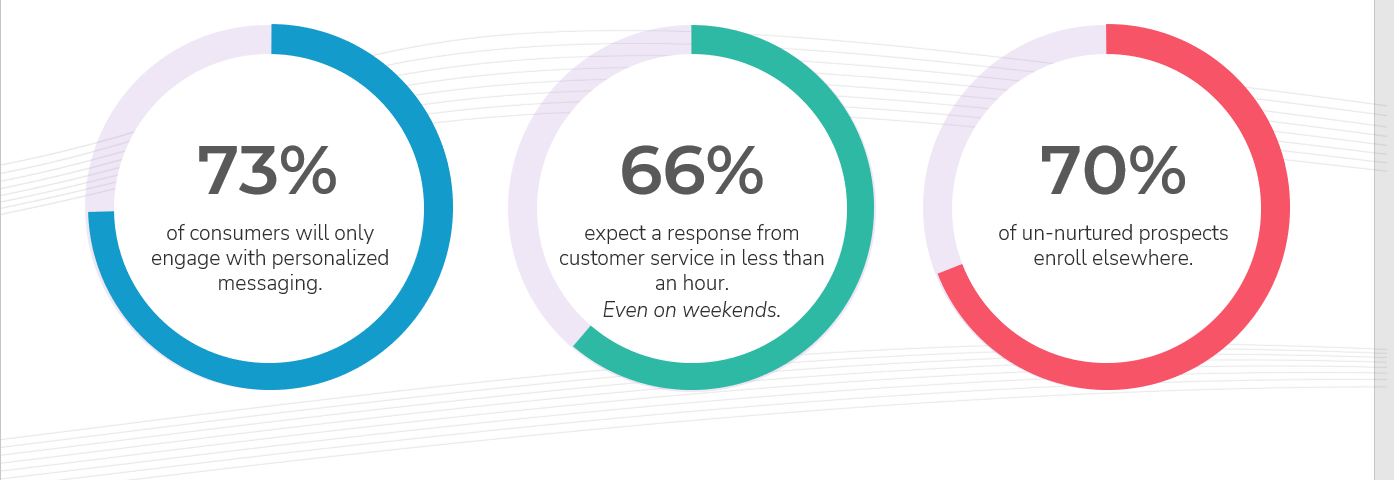 73%
of consumers will only
engage with personalized
messaging.
66%
expect a response from
customer service in less than
an hour.
Even on weekends.
70%
of un-nurtured prospects
enroll elsewhere.